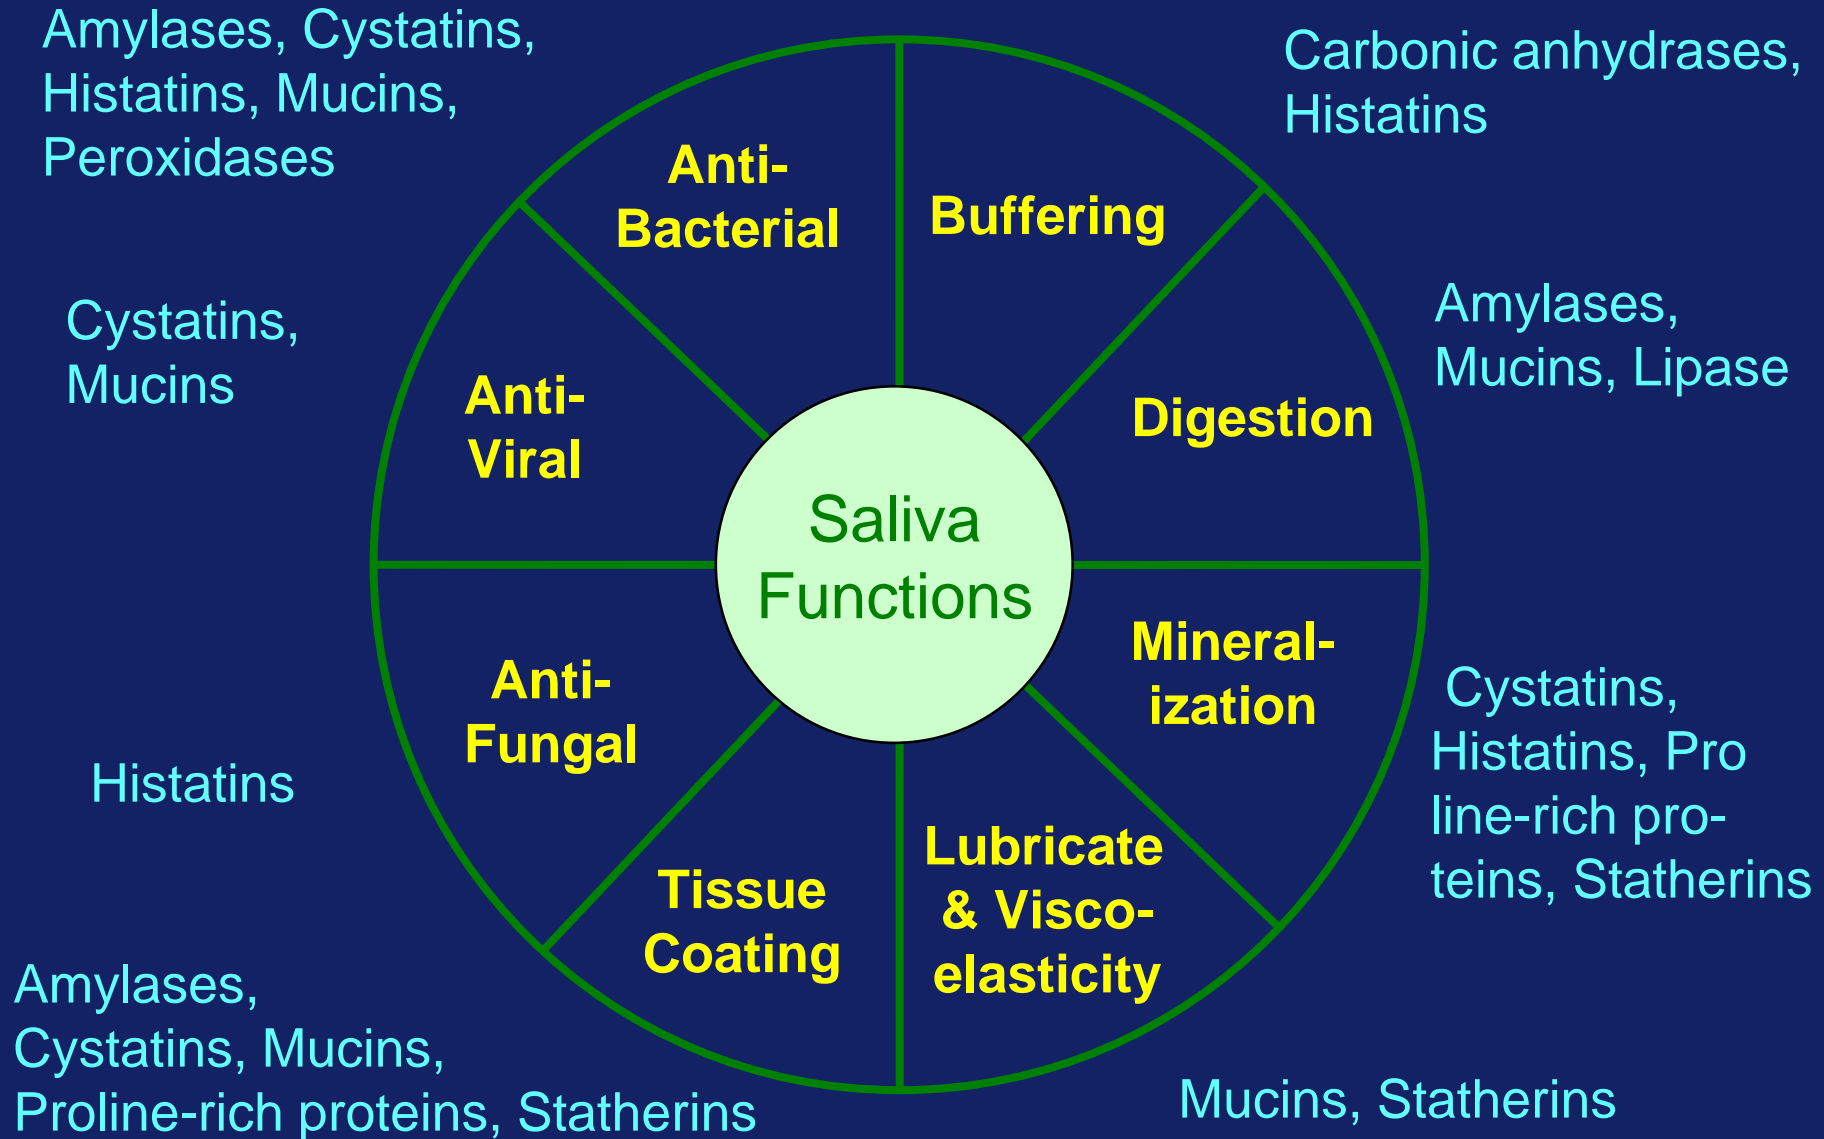 Amylases, Cystatins,
Histatins, Mucins,
Peroxidases
Carbonic anhydrases,
Histatins
Anti-
Bacterial
Buffering
Cystatins,
Mucins
Amylases,
Mucins, Lipase
Anti-
Viral
Digestion
Saliva
Functions
Anti-
Fungal
Mineral-
ization
Histatins
Cystatins,
Histatins, Pro
line-rich pro-
teins, Statherins
Tissue
Coating
Lubricate
& Visco-
elasticity
Amylases,
Cystatins, Mucins,
Proline-rich proteins, Statherins
Mucins, Statherins